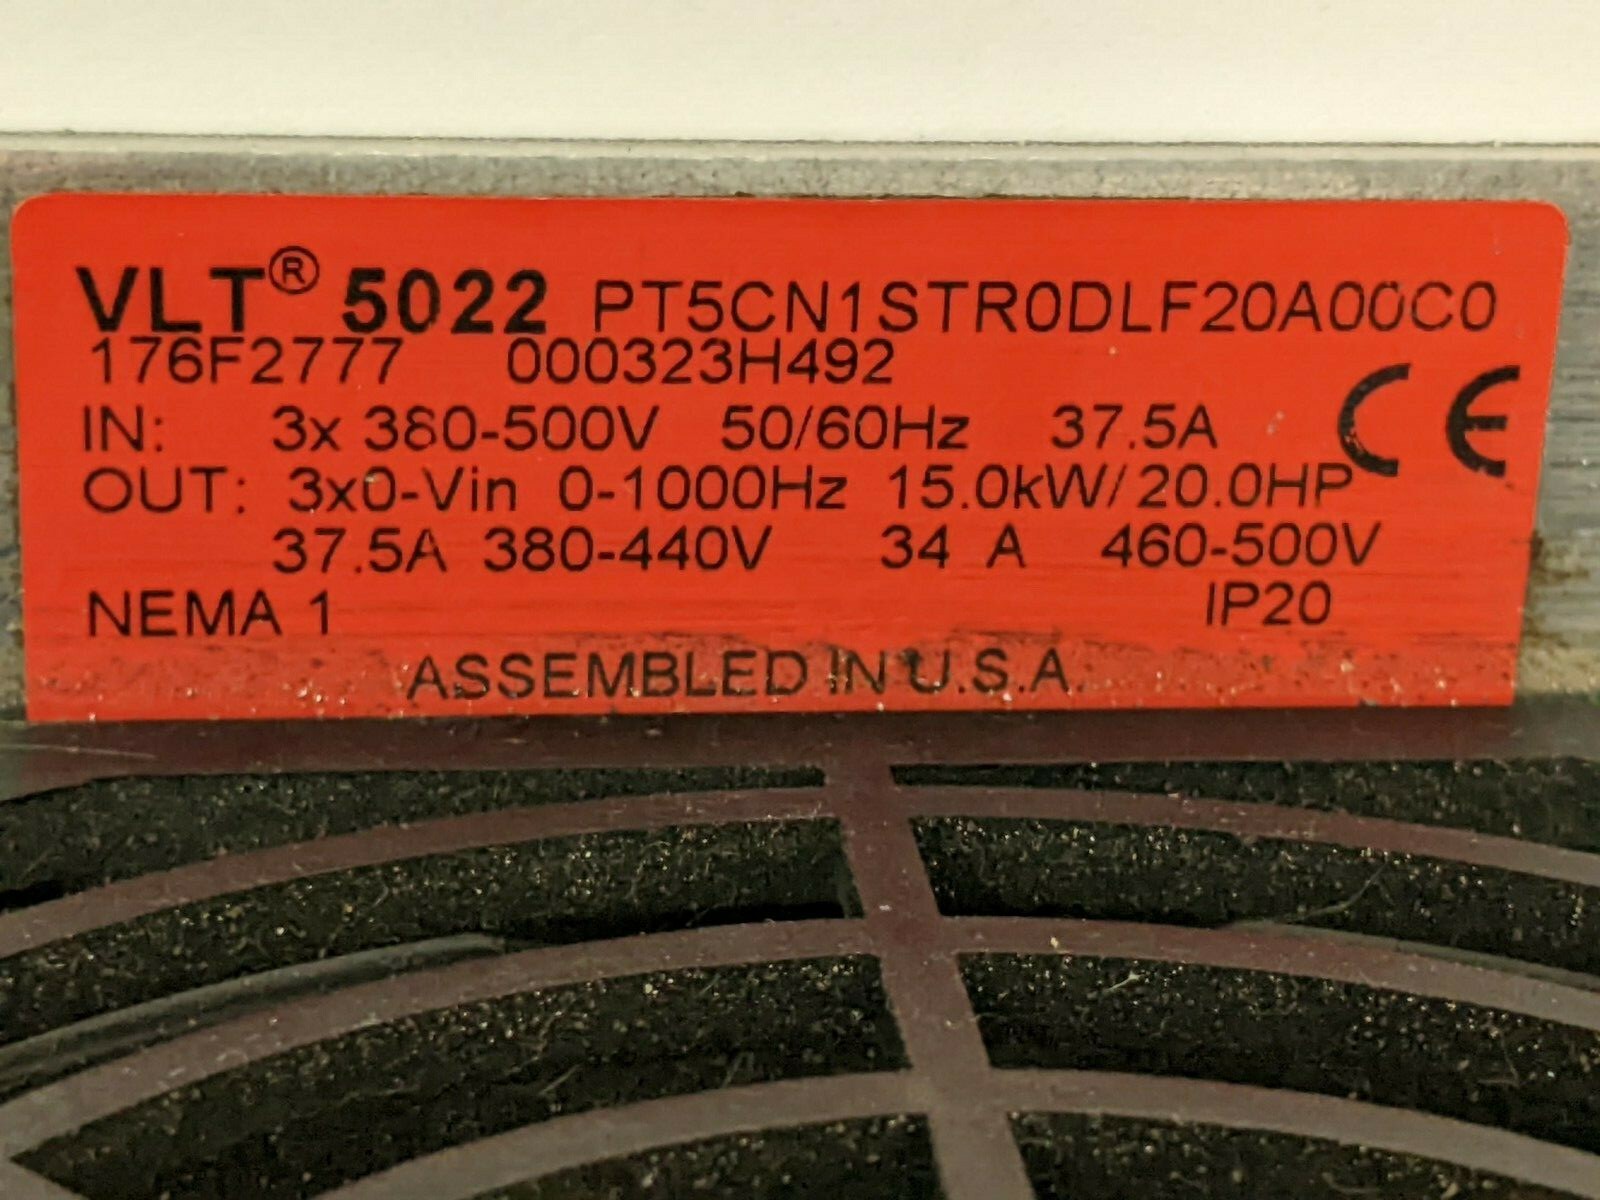 VLT® 5022 PT5CN1STR0DLF20A00C0
176F2777 000323H492
IN: 3x 380-500V 50/60Hz 37.5A CE
OUT: 3x0-Vin 0-1000Hz 15.0kW/20.0HP
37.5A 380-440V 34 A 460-500V
NEMA 1 IP20
ASSEMBLED IN U.S.A.